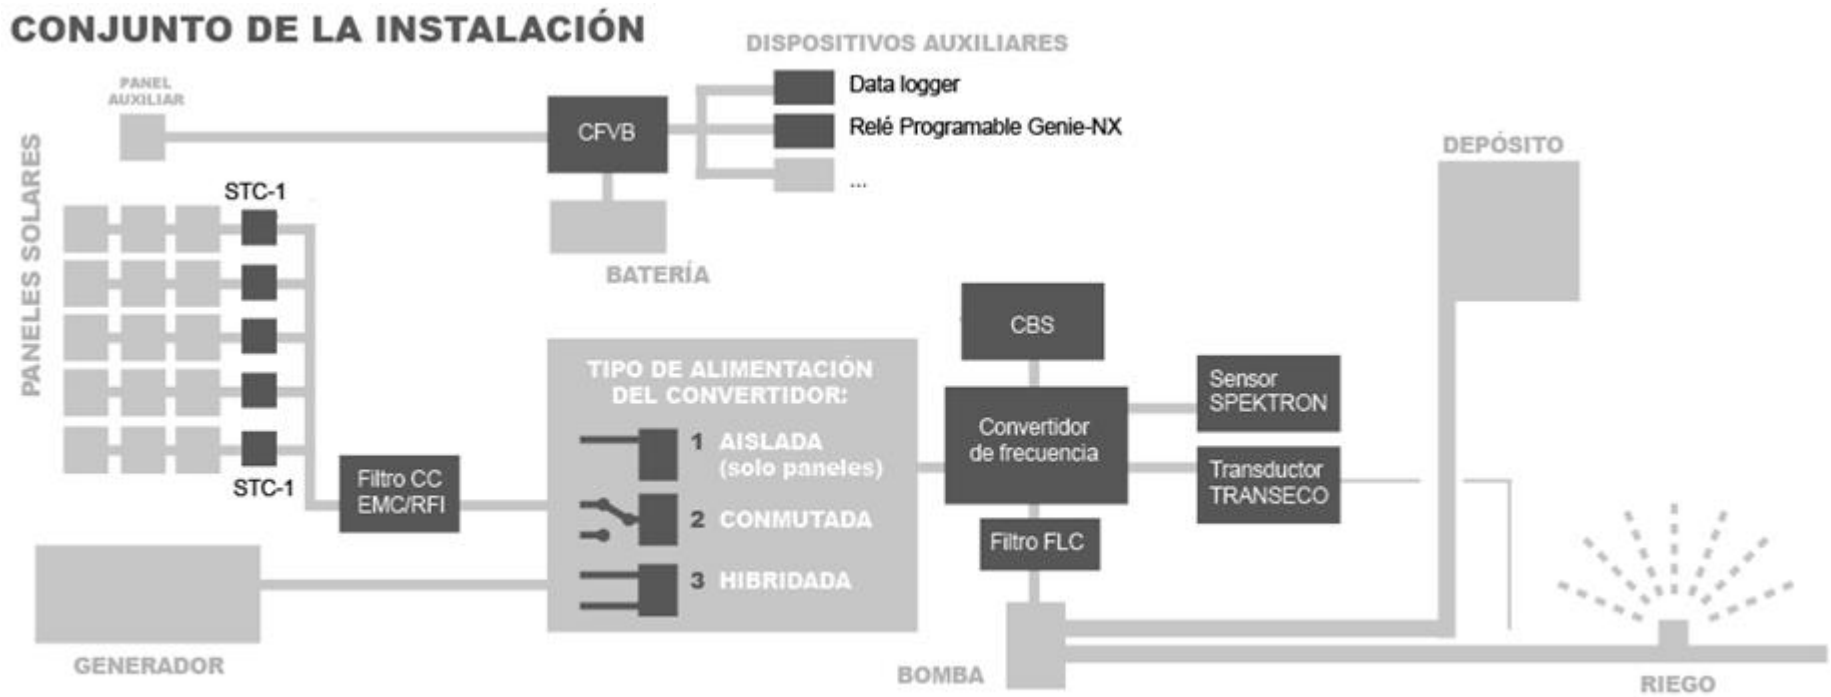 CONJUNTO DE LA INSTALACIÓN
DISPOSITIVOS AUXILIARES
PANEL
AUXILIAR
CFVB
Data logger
Relé Programable Genie-NX
...
BATERÍA
PANELES SOLARES
STC-1
STC-1
Filtro CC
EMC/RFI
GENERADOR
TIPO DE ALIMENTACIÓN
DEL CONVERTIDOR:
1 AISLADA
(solo paneles)
2 CONMUTADA
3 HIBRIDADA
CBS
Convertidor
de frecuencia
Sensor
SPEKTRON
Transductor
TRANSECO
Filtro FLC
BOMBA
DEPÓSITO
RIEGO